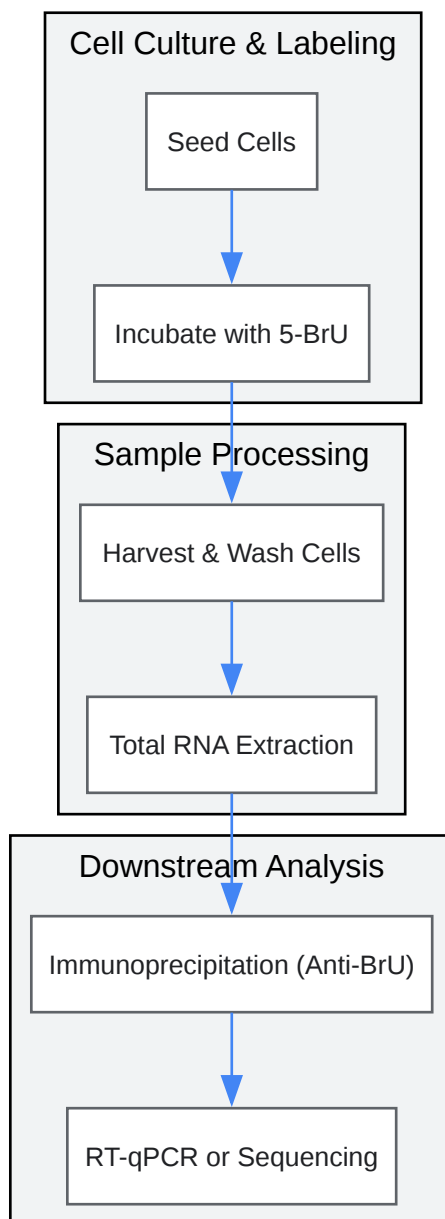 Cell Culture & Labeling
Seed Cells
Incubate with 5-BrU
Sample Processing
Harvest & Wash Cells
Total RNA Extraction
Downstream Analysis
Immunoprecipitation (Anti-BrU)
RT-qPCR or Sequencing